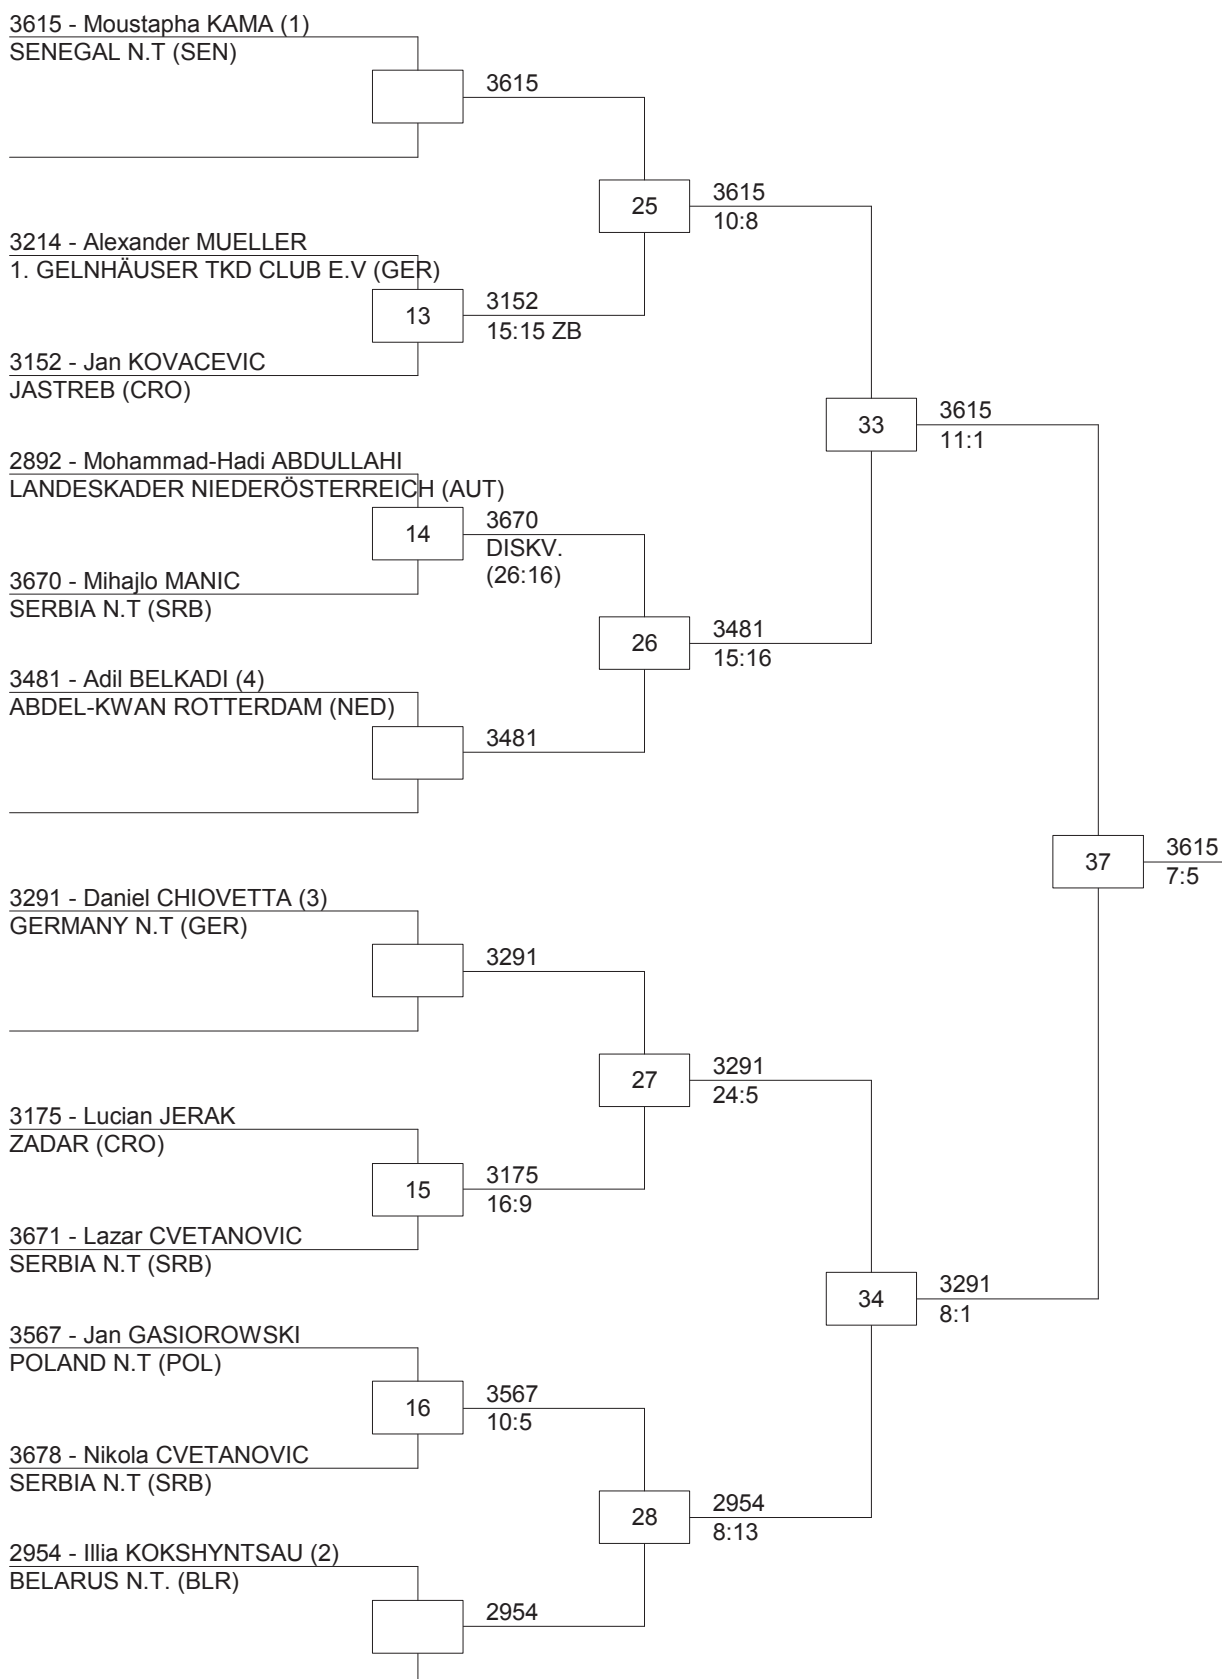 3615 - Moustapha KAMA (1)
SENEGAL N.T (SEN)
3615
25
3615
10:8
3214 - Alexander MUELLER
1. GELNHÄUSER TKD CLUB E.V (GER)
13
3152
15:15 ZB
3152 - Jan KOVACEVIC
JASTREB (CRO)
33
3615
11:1
2892 - Mohammad-Hadi ABDULLAHI
LANDESKADER NIEDERÖSTERREICH (AUT)
14
3670
DISKV.
(26:16)
3670 - Mihajlo MANIC
SERBIA N.T (SRB)
26
3481
15:16
3481 - Adil BELKADI (4)
ABDEL-KWAN ROTTERDAM (NED)
3481
37
3615
7:5
3291 - Daniel CHIOVETTA (3)
GERMANY N.T (GER)
3291
27
3291
24:5
3175 - Lucian JERAK
ZADAR (CRO)
15
3175
16:9
3671 - Lazar CVETANOVIC
SERBIA N.T (SRB)
34
3291
8:1
3567 - Jan GASIOROWSKI
POLAND N.T (POL)
16
3567
10:5
3678 - Nikola CVETANOVIC
SERBIA N.T (SRB)
28
2954
8:13
2954 - Illia KOKSHYNTSAU (2)
BELARUS N.T. (BLR)
2954